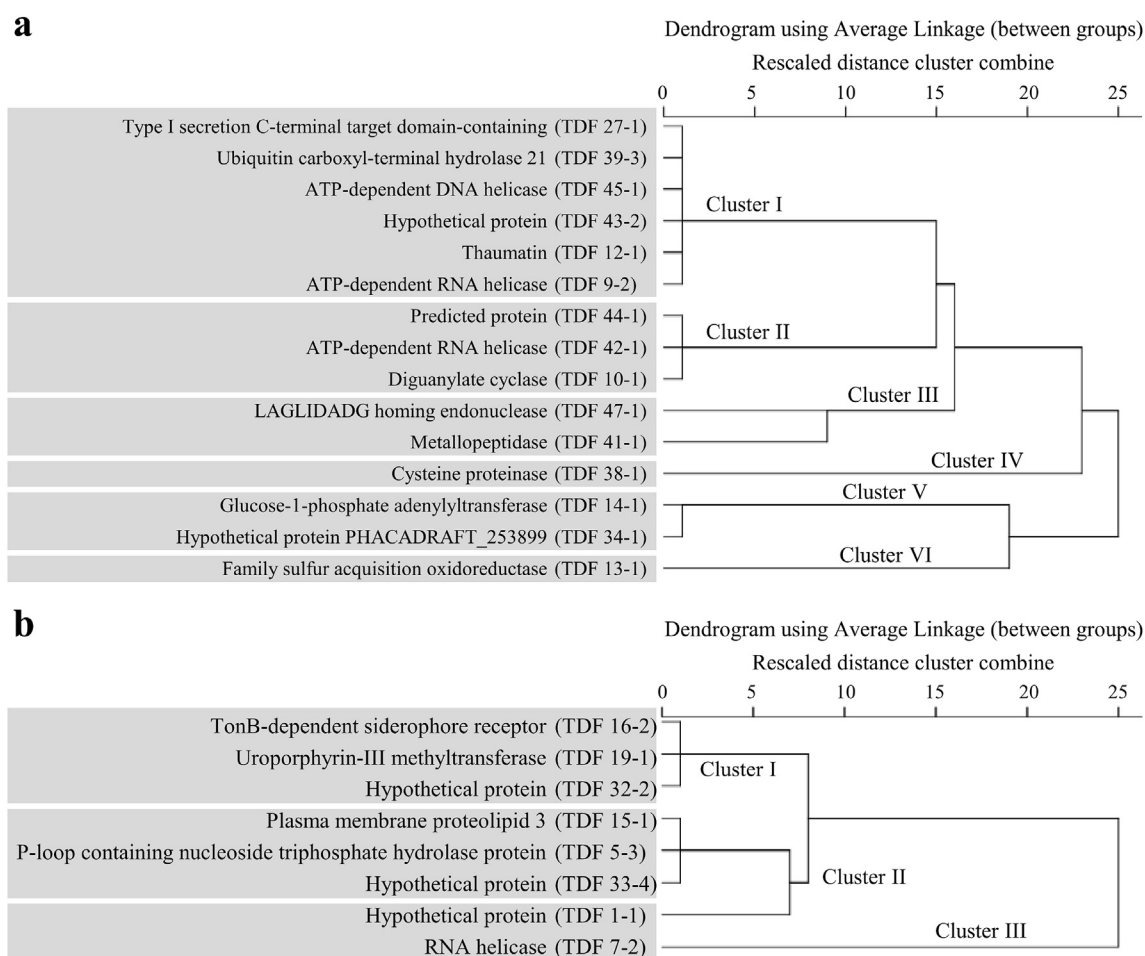 a
Dendrogram using Average Linkage (between groups)
Rescaled distance cluster combine
0 5 10 15 20 25
Type I secretion C-terminal target domain-containing (TDF 27-1)
Ubiquitin carboxyl-terminal hydrolase 21 (TDF 39-3)
ATP-dependent DNA helicase (TDF 45-1)
Cluster I
Hypothetical protein (TDF 43-2)
Thaumatin (TDF 12-1)
ATP-dependent RNA helicase (TDF 9-2)
Predicted protein (TDF 44-1)
Cluster II
ATP-dependent RNA helicase (TDF 42-1)
Diguanylate cyclase (TDF 10-1)
Cluster III
LAGLIDADG homing endonuclease (TDF 47-1)
Metallopeptidase (TDF 41-1)
Cluster IV
Cysteine proteinase (TDF 38-1)
Cluster V
Glucose-1-phosphate adenylyltransferase (TDF 14-1)
Hypothetical protein PHACADRAFT_253899 (TDF 34-1)
Cluster VI
Family sulfur acquisition oxidoreductase (TDF 13-1)
b
Dendrogram using Average Linkage (between groups)
Rescaled distance cluster combine
0 5 10 15 20 25
TonB-dependent siderophore receptor (TDF 16-2)
Uroporphyrin-III methyltransferase (TDF 19-1)
Cluster I
Hypothetical protein (TDF 32-2)
Plasma membrane proteolipid 3 (TDF 15-1)
P-loop containing nucleoside triphosphate hydrolase protein (TDF 5-3)
Cluster II
Hypothetical protein (TDF 33-4)
Hypothetical protein (TDF 1-1)
Cluster III
RNA helicase (TDF 7-2)